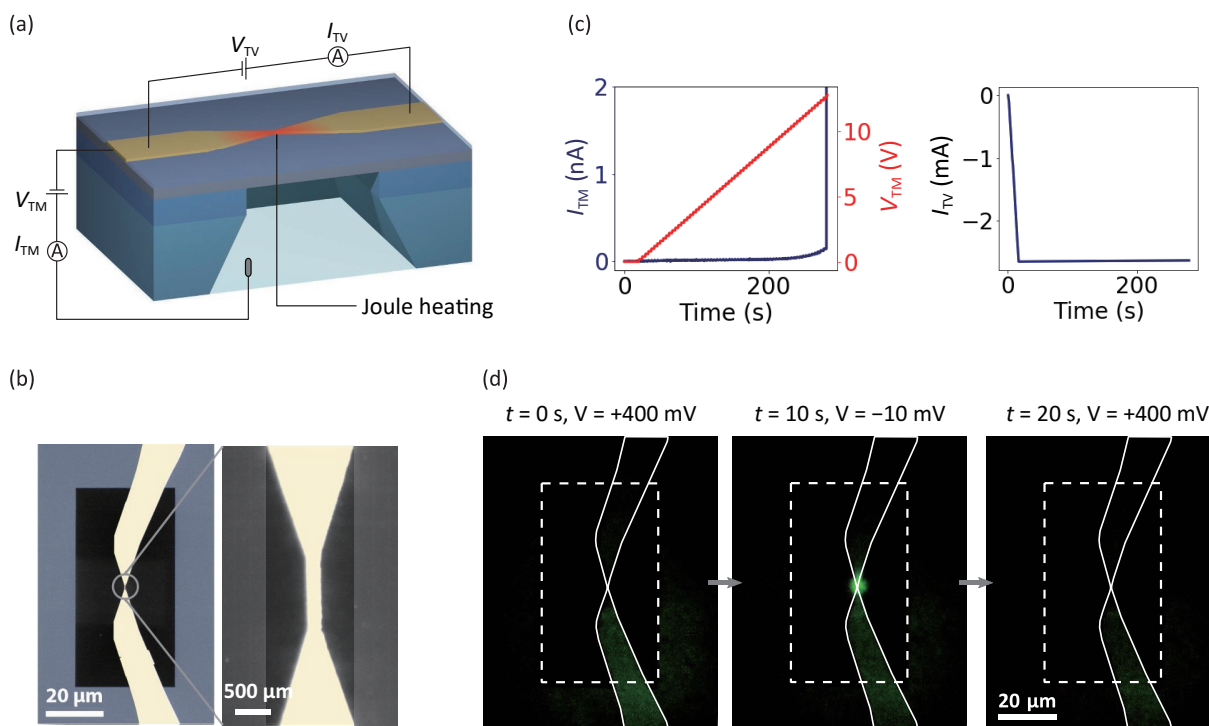 (a)
V_TV
I_TV
A
V_TM
I_TM
A
Joule heating
(b)
20 µm
500 µm
(c)
I_TM (nA)
2
1
0
V_TM (V)
10
5
0
0
200
Time (s)
I_TV (mA)
0
−1
−2
0
200
Time (s)
(d)
t = 0 s, V = +400 mV
t = 10 s, V = −10 mV
t = 20 s, V = +400 mV
20 µm